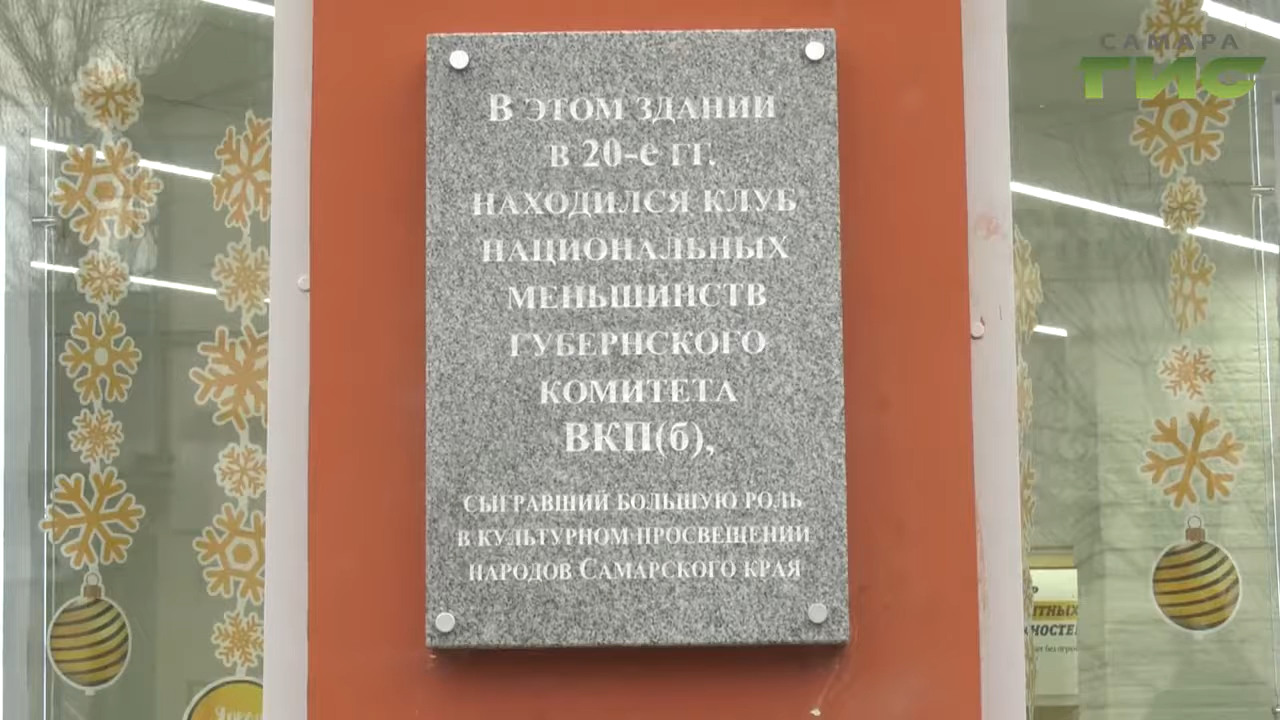 В ЭТОМ ЗДАНИИ
В 20-е ГГ.
НАХОДИЛСЯ КЛУБ
НАЦИОНАЛЬНЫХ
МЕНЬШИНСТВ
ГУБЕРНСКОГО
КОМИТЕТА
ВКП(б),
СЫГРАВШИЙ БОЛЬШУЮ РОЛЬ
В КУЛЬТУРНОМ ПРОСВЕЩЕНИИ
НАРОДОВ САМАРСКОГО КРАЯ
САМАРА
ГИС